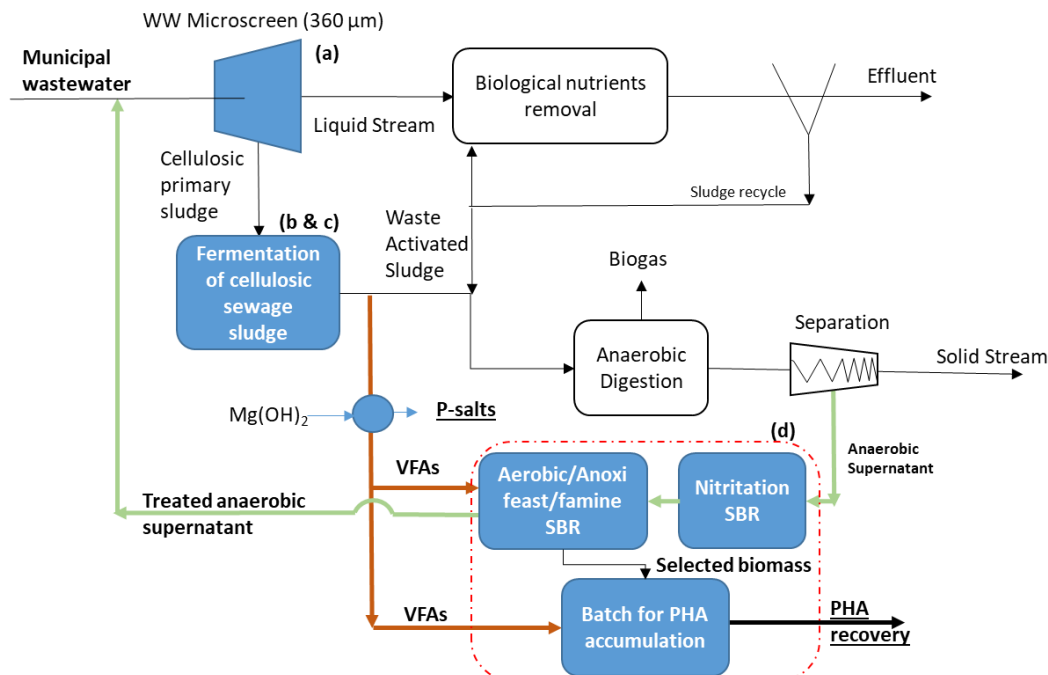 WW Microscreen (360 µm)
(a)
Municipal
wastewater
Biological nutrients
removal
Effluent
Liquid Stream
Cellulosic
primary
sludge
Sludge recycle
(b & c)
Waste
Activated
Sludge
Fermentation
of cellulosic
sewage
sludge
Biogas
Separation
Anaerobic
Digestion
Solid Stream
Mg(OH)2
P-salts
(d)
VFAs
Aerobic/Anoxi
feast/famine
SBR
Nitritation
SBR
Anaerobic
Supernatant
Treated anaerobic
supernatant
Selected biomass
VFAs
Batch for PHA
accumulation
PHA
recovery